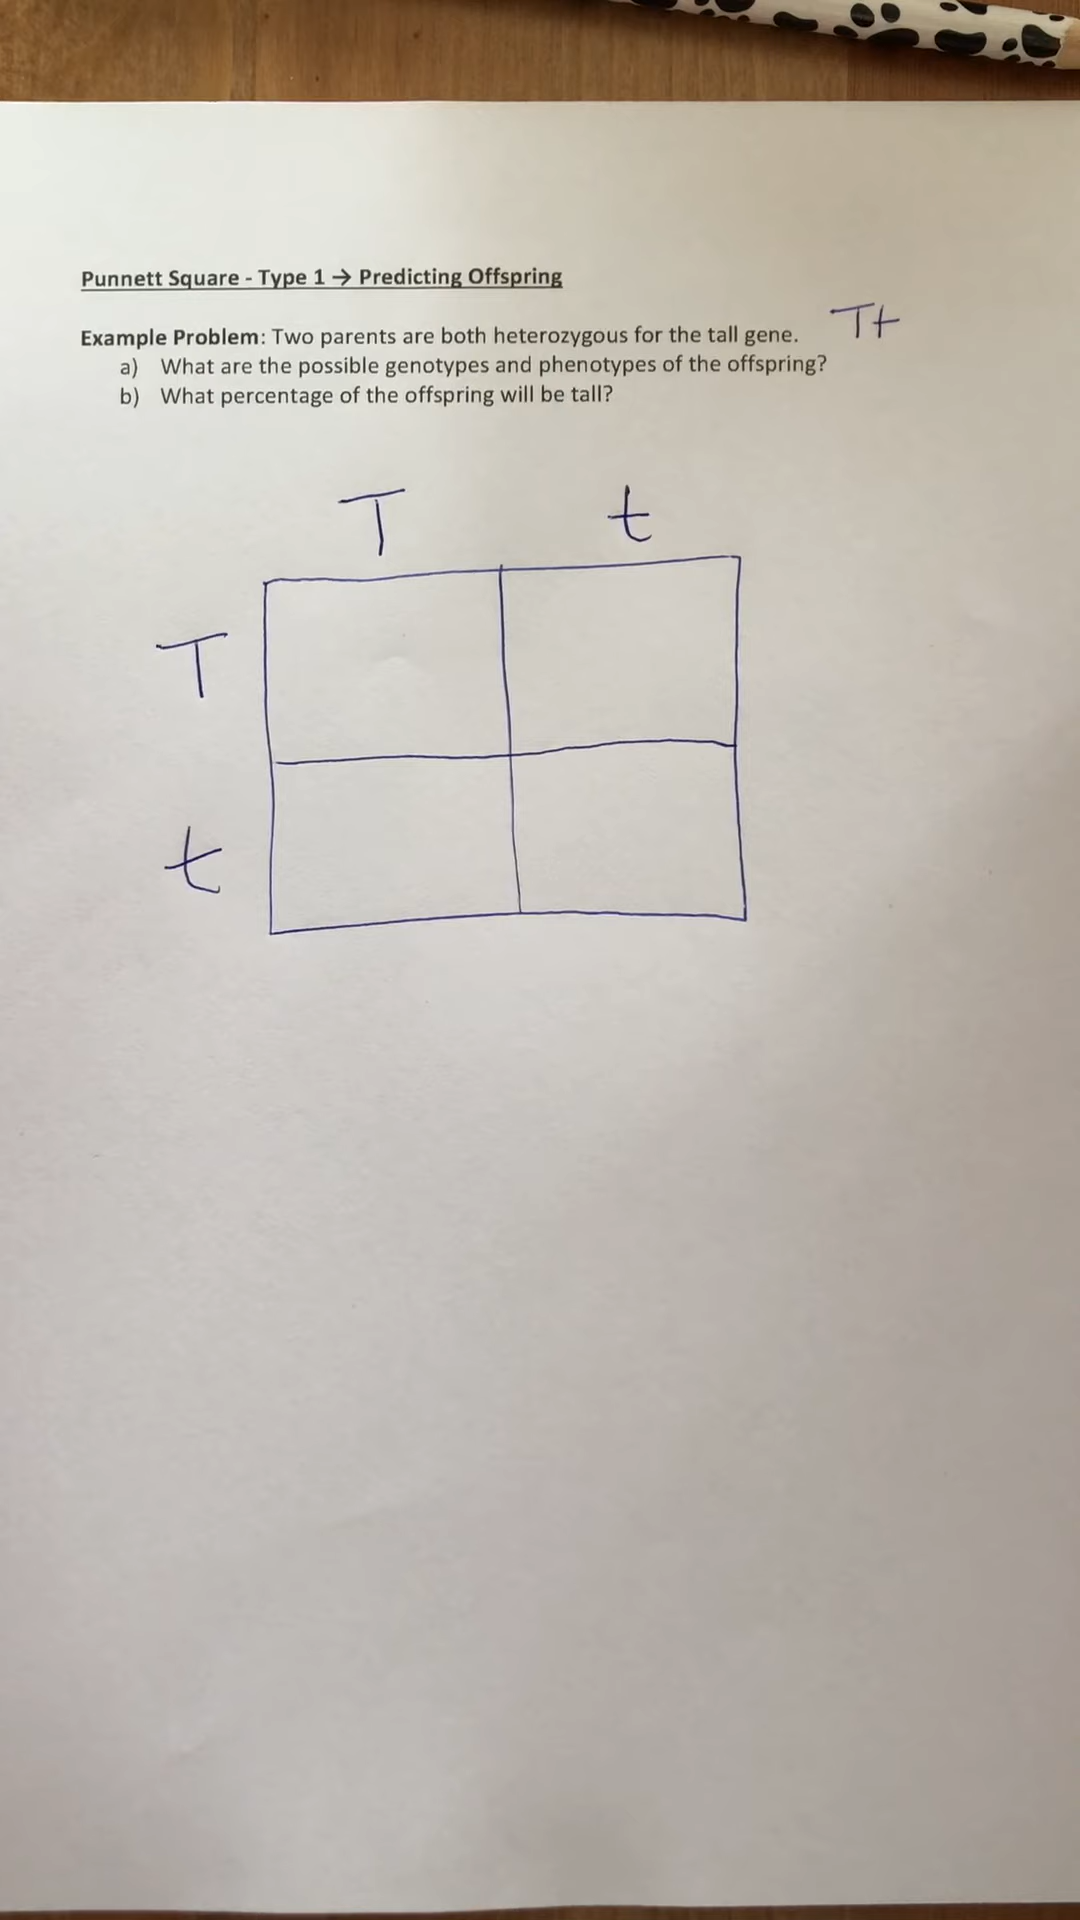 Punnett Square - Type 1 → Predicting Offspring
Example Problem: Two parents are both heterozygous for the tall gene. Tt
a) What are the possible genotypes and phenotypes of the offspring?
b) What percentage of the offspring will be tall?
T t
T
t